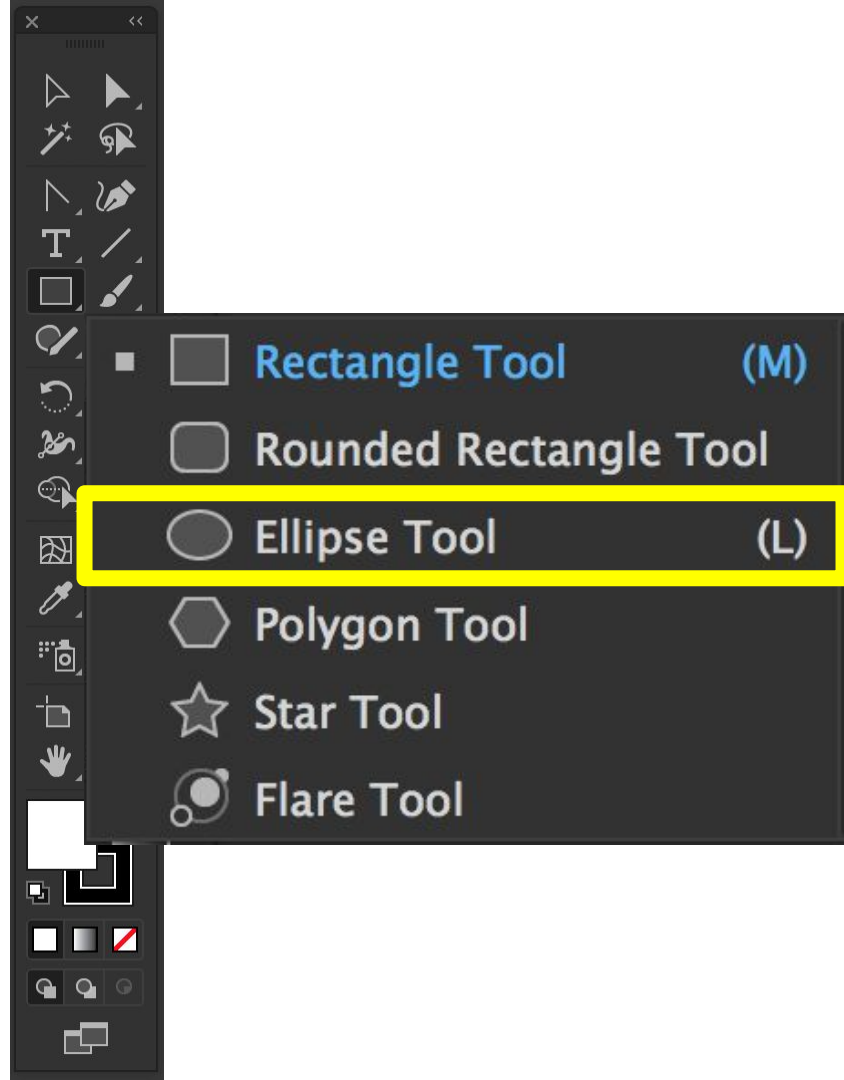 Rectangle Tool (M)
Rounded Rectangle Tool
Ellipse Tool (L)
Polygon Tool
Star Tool
Flare Tool